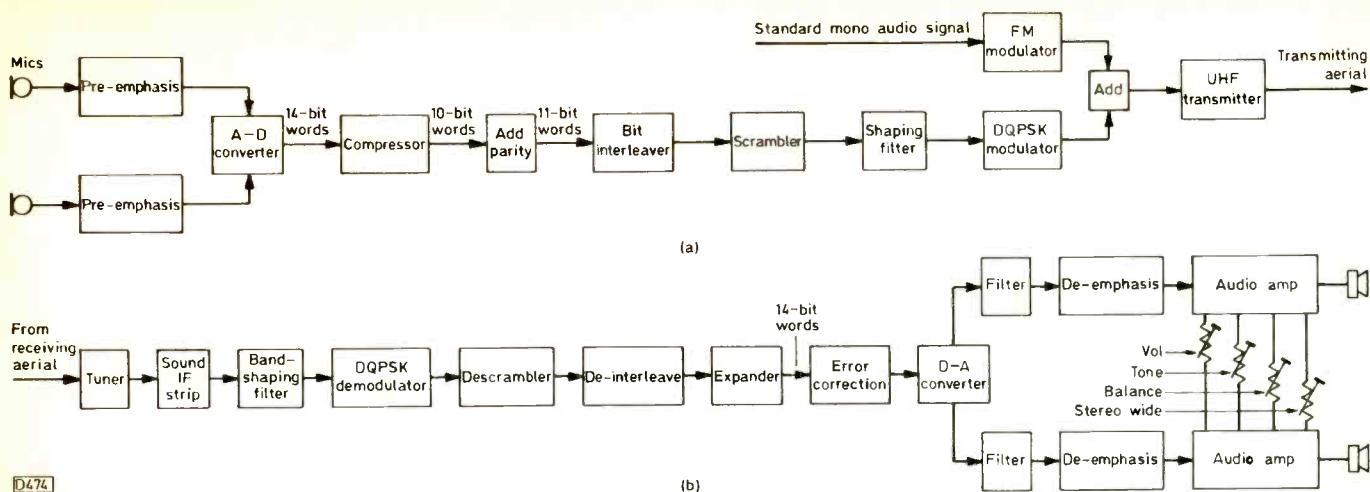 Mics
Pre-emphasis
Pre-emphasis
A-D
converter
14-bit
words
Compressor
10-bit
words
Add
parity
11-bit
words
Bit
interleaver
Scrambler
Shaping
filter
DQPSK
modulator
Standard mono audio signal
FM
modulator
Add
UHF
transmitter
Transmitting
aerial
(a)
From
receiving
aerial
Tuner
Sound
IF
strip
Band-
shaping
filter
DQPSK
demodulator
Descrambler
De-interleave
Expander
14-bit
words
Error
correction
D-A
converter
Filter
De-emphasis
Audio amp
Vol
Tone
Balance
Stereo wide
Filter
De-emphasis
Audio amp
D474
(b)